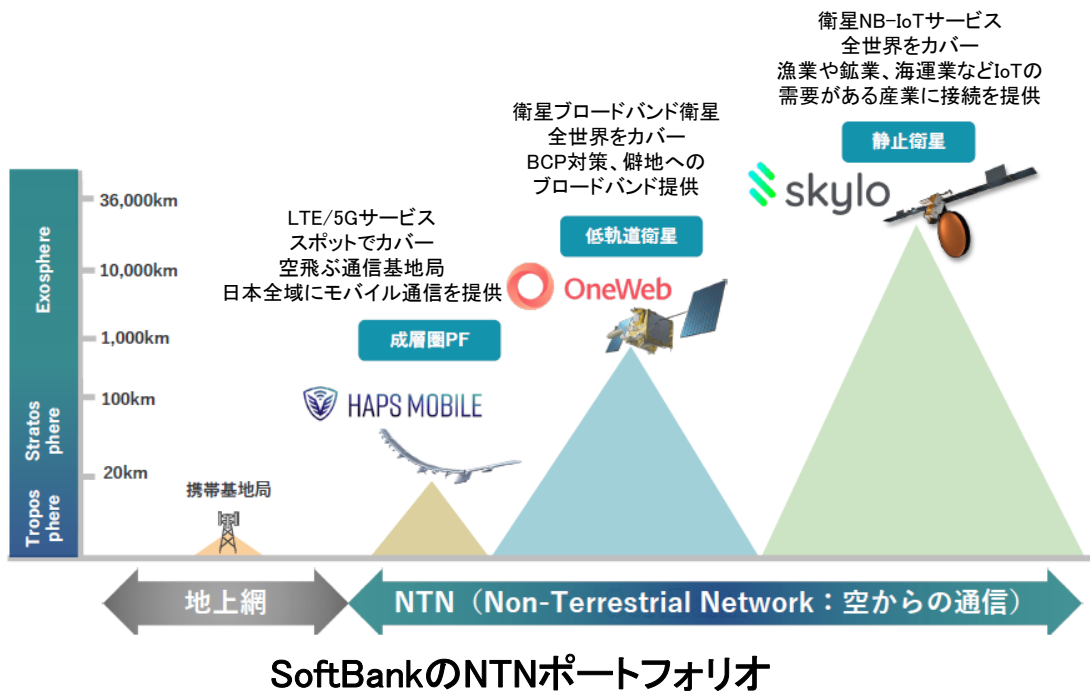 衛星NB-IoTサービス
全世界をカバー
漁業や鉱業、海運業などIoTの
需要がある産業に接続を提供
静止衛星
skylo
衛星ブロードバンド衛星
全世界をカバー
BCP対策、僻地への
ブロードバンド提供
低軌道衛星
OneWeb
LTE/5Gサービス
スポットでカバー
空飛ぶ通信基地局
日本全域にモバイル通信を提供
成層圏PF
HAPS MOBILE
携帯基地局
Exosphere
Stratos
phere
Tropos
phere
36,000km
10,000km
1,000km
100km
20km
地上網
NTN（Non-Terrestrial Network：空からの通信）
SoftBankのNTNポートフォリオ